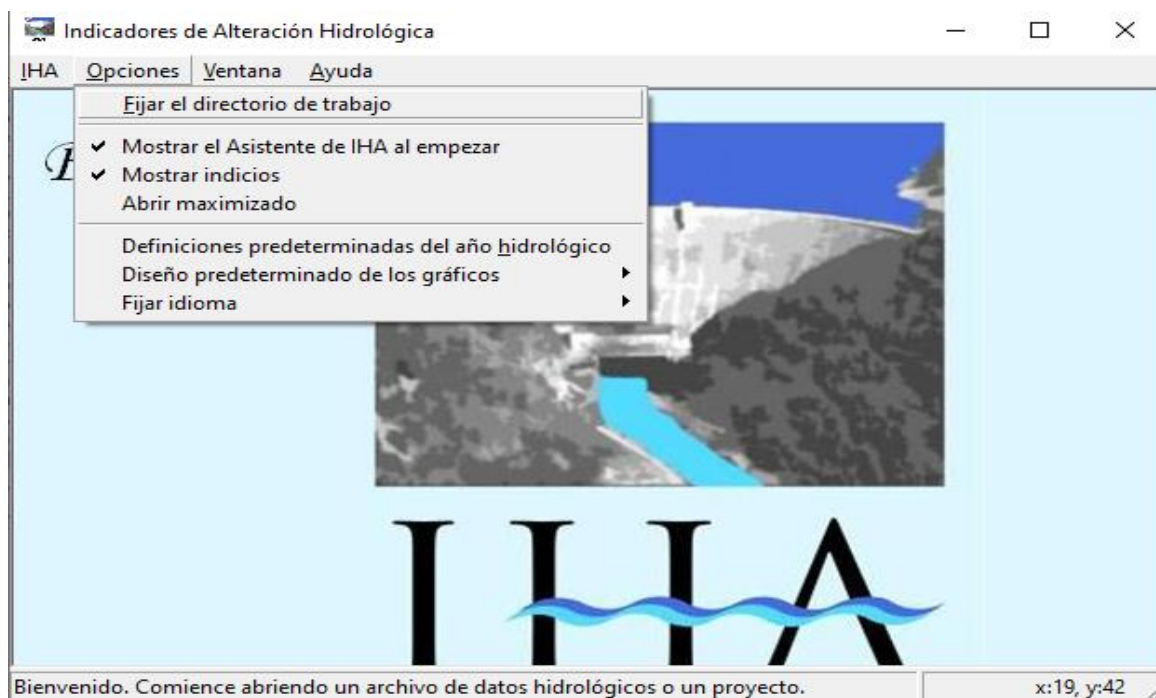 Indicadores de Alteración Hidrológica
IHA Opciones Ventana Ayuda
Fijar el directorio de trabajo
Mostrar el Asistente de IHA al empezar
Mostrar indicios
Abrir maximizado
Definiciones predeterminadas del año hidrológico
Diseño predeterminado de los gráficos
Fijar idioma
IHA
Bienvenido. Comience abriendo un archivo de datos hidrológicos o un proyecto.
x:19, y:42